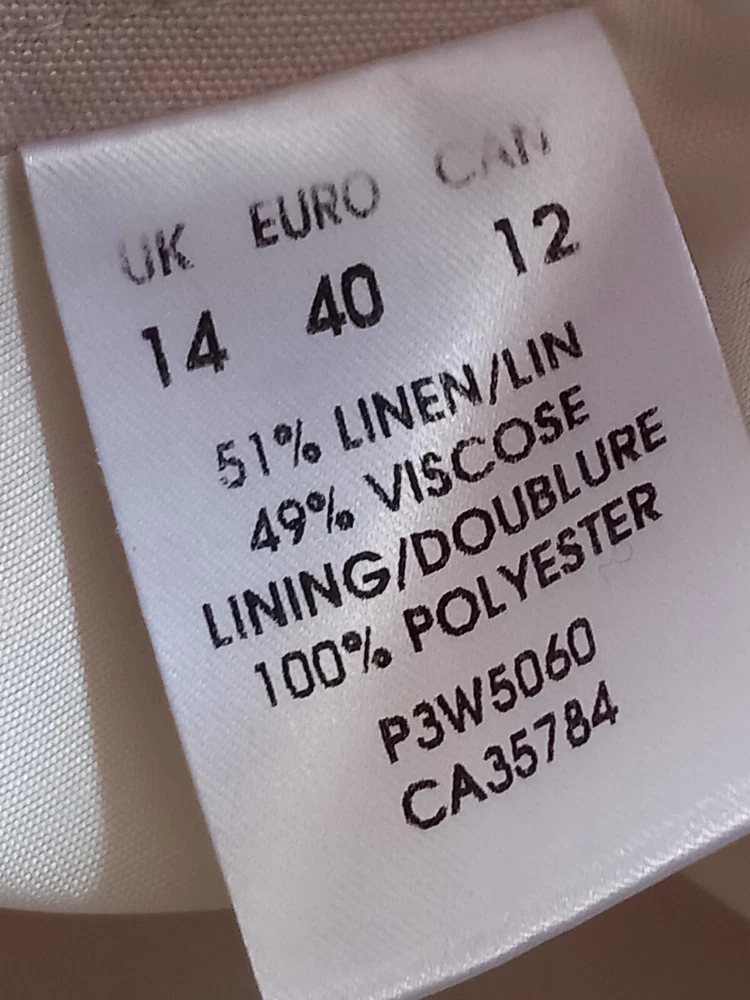 UK EURO CAN
14 40 12
51% LINEN/LIN
49% VISCOSE
LINING/DOUBLURE
100% POLYESTER
P3W5060
CA35784